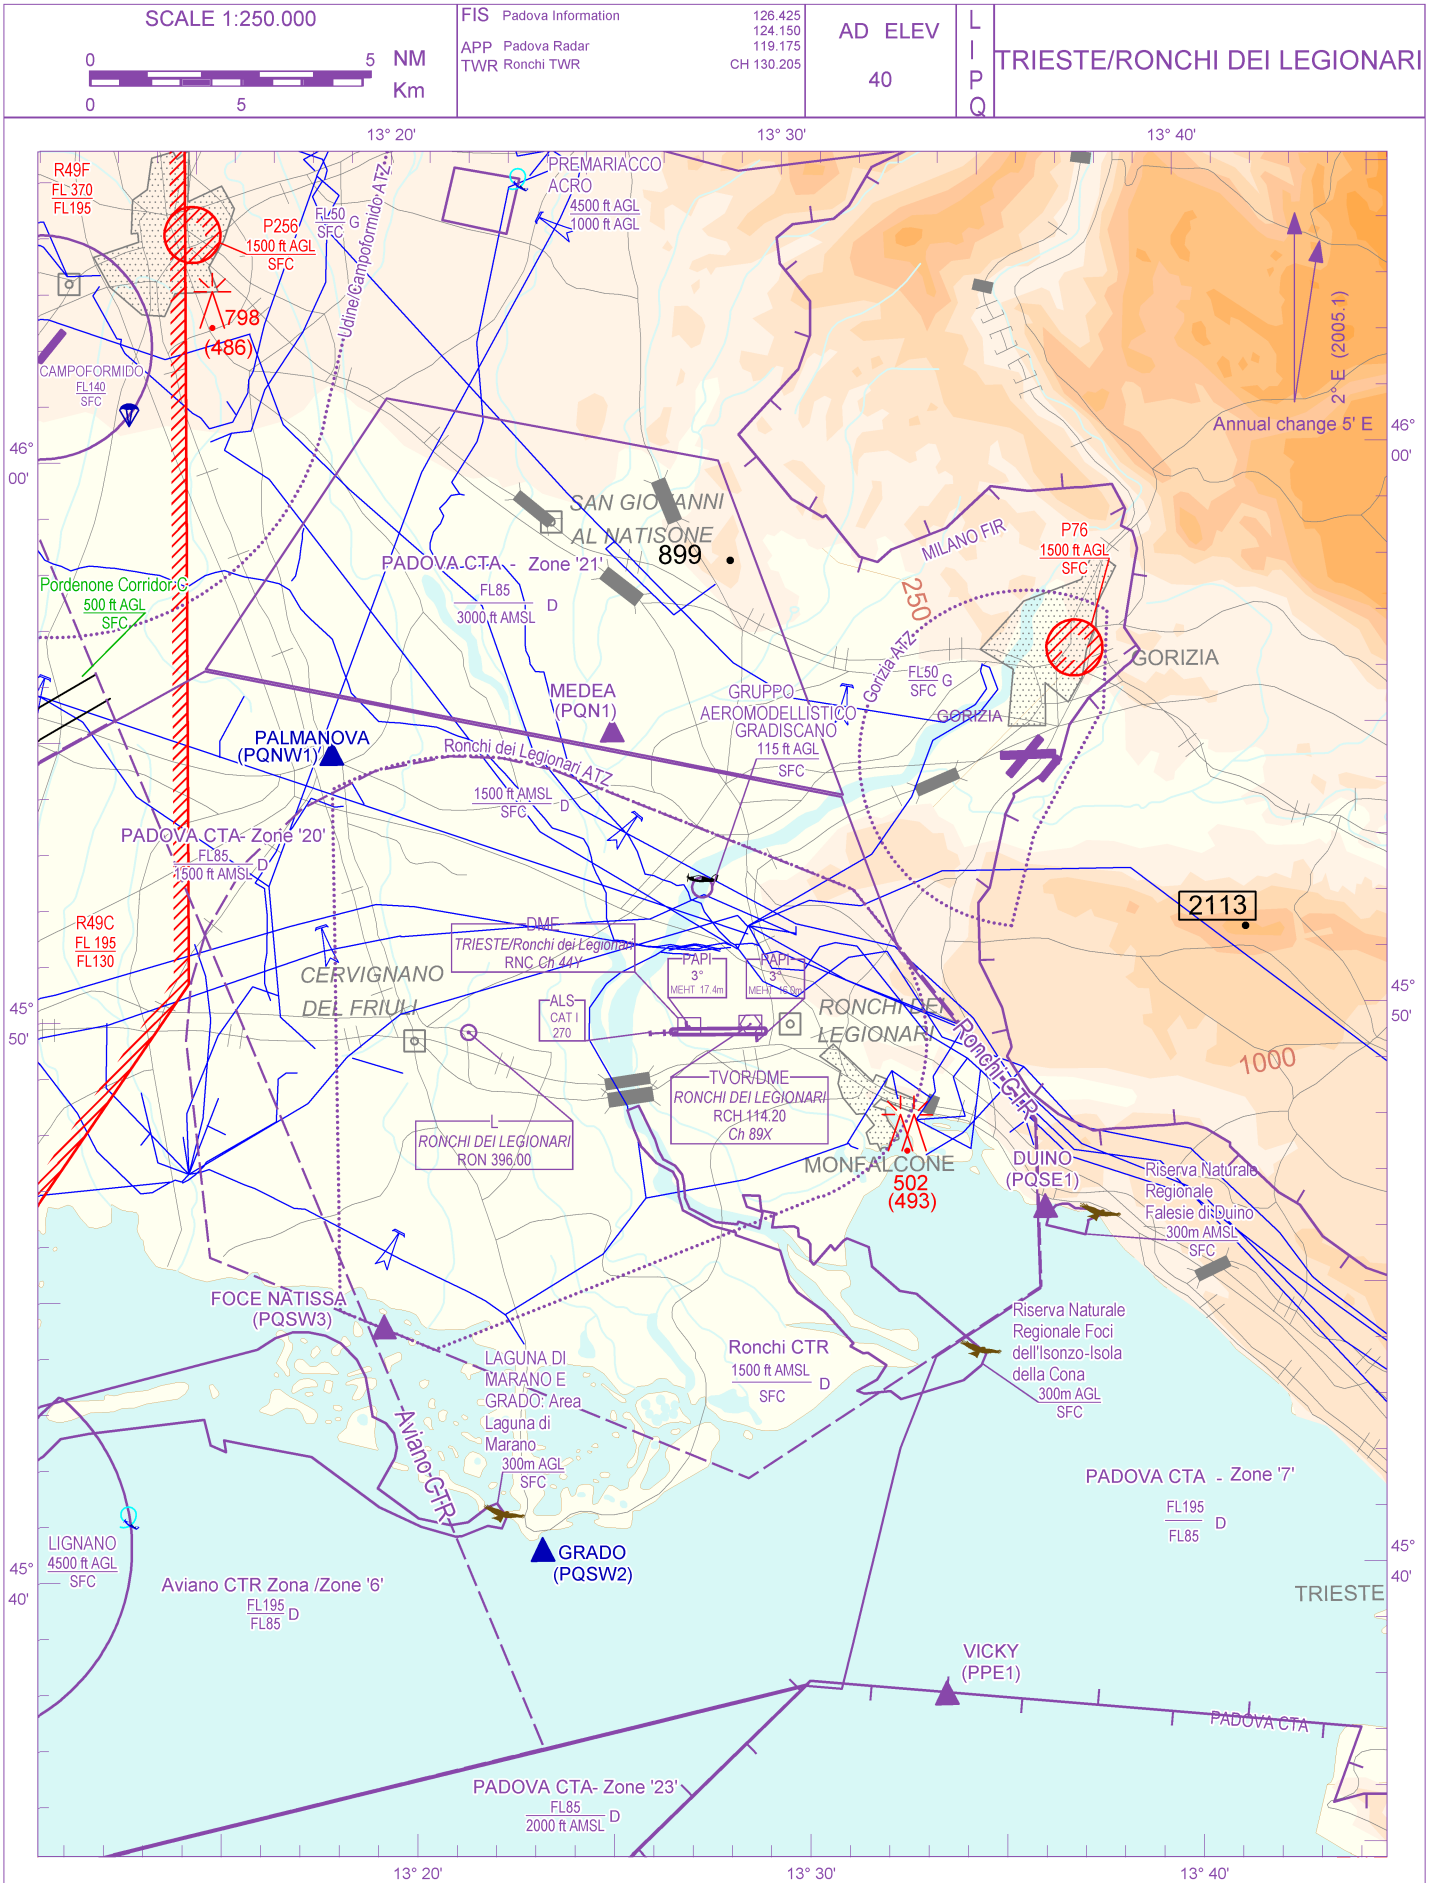 SCALE 1:250.000
0
5
NM
Km
0
5
FIS Padova Information 126.425
124.150
APP Padova Radar 119.175
TWR Ronchi TWR CH 130.205
AD ELEV
40
L
I
P
Q
TRIESTE/RONCHI DEI LEGIONARI
13° 20'
13° 30'
13° 40'
R49F
FL 370
FL195
P256
1500 ft AGL
SFC
FL50
SFC
G
Udine/Campoformido ATZ
PREMARIACCO
ACRO
4500 ft AGL
1000 ft AGL
798
(486)
CAMPOFORMIDO
FL140
SFC
2° E (2005.1)
Annual change 5' E
46°
00'
46°
00'
SAN GIOVANNI
AL NATISONE
899
PADOVA CTA - Zone '21'
FL85
3000 ft AMSL
D
MILANO FIR
P76
1500 ft AGL
SFC
250
Pordenone Corridor G
500 ft AGL
SFC
Gorizia ATZ
FL50
SFC
G
GORIZIA
GORIZIA
MEDEA
(PQN1)
GRUPPO
AEROMODELLISTICO
GRADISCANO
115 ft AGL
SFC
PALMANOVA
(PQNW1)
Ronchi dei Legionari ATZ
1500 ft AMSL
SFC
D
PADOVA CTA- Zone '20'
FL85
1500 ft AMSL
D
R49C
FL 195
FL130
2113
DME
TRIESTE/Ronchi dei Legionari
RNC Ch 44Y
PAPI
3°
MEHT 17.4m
PAPI
3°
MEHT 15.9m
CERVIGNANO
DEL FRIULI
ALS
CAT I
270
RONCHI DEI
LEGIONARI
45°
50'
45°
50'
Ronchi CTR
1000
TVOR/DME
RONCHI DEI LEGIONARI
RCH 114.20
Ch 89X
L
RONCHI DEI LEGIONARI
RON 396.00
MONFALCONE
502
(493)
DUINO
(PQSE1)
Riserva Naturale
Regionale
Falesie di Duino
300m AMSL
SFC
FOCE NATISSA
(PQSW3)
Riserva Naturale
Regionale Foci
dell'Isonzo-Isola
della Cona
300m AGL
SFC
Ronchi CTR
1500 ft AMSL
SFC
D
LAGUNA DI
MARANO E
GRADO: Area
Laguna di
Marano
300m AGL
SFC
Aviano CTR
PADOVA CTA - Zone '7'
FL195
FL85
D
LIGNANO
4500 ft AGL
SFC
GRADO
(PQSW2)
45°
40'
45°
40'
Aviano CTR Zona /Zone '6'
FL195
FL85
D
TRIESTE
VICKY
(PPE1)
PADOVA CTA
PADOVA CTA- Zone '23'
FL85
2000 ft AMSL
D
13° 20'
13° 30'
13° 40'